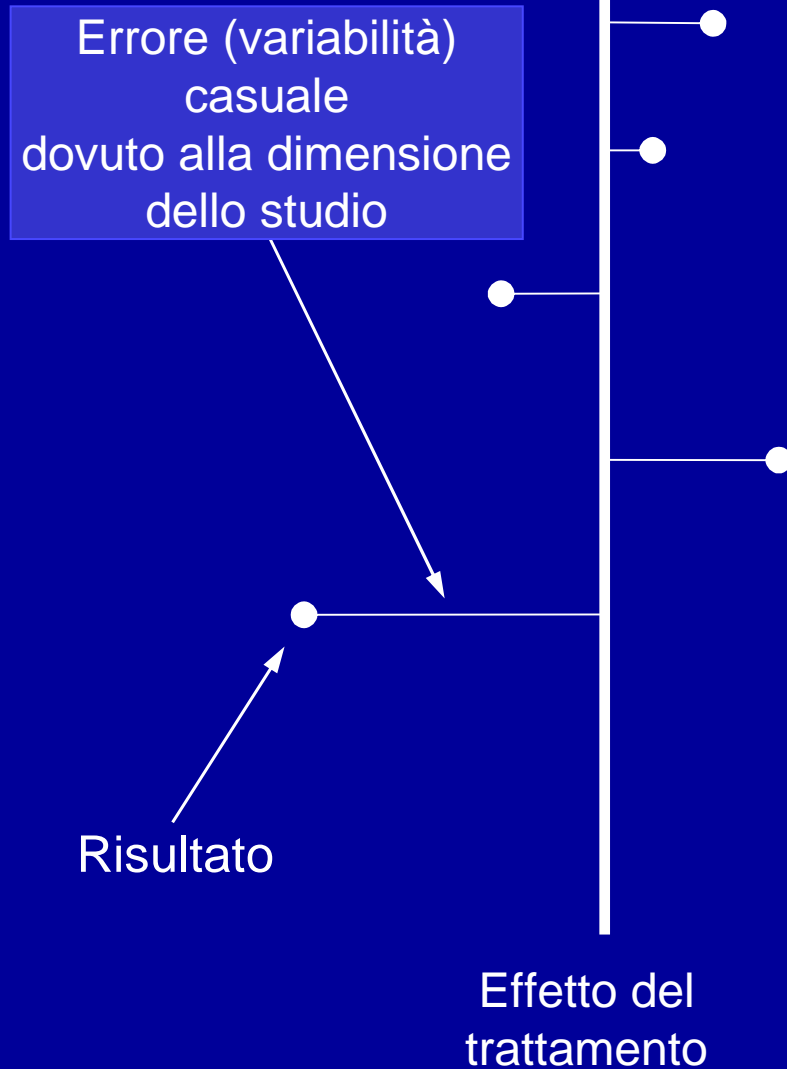 Errore (variabilità)
casuale
dovuto alla dimensione
dello studio
Risultato
Effetto del
trattamento